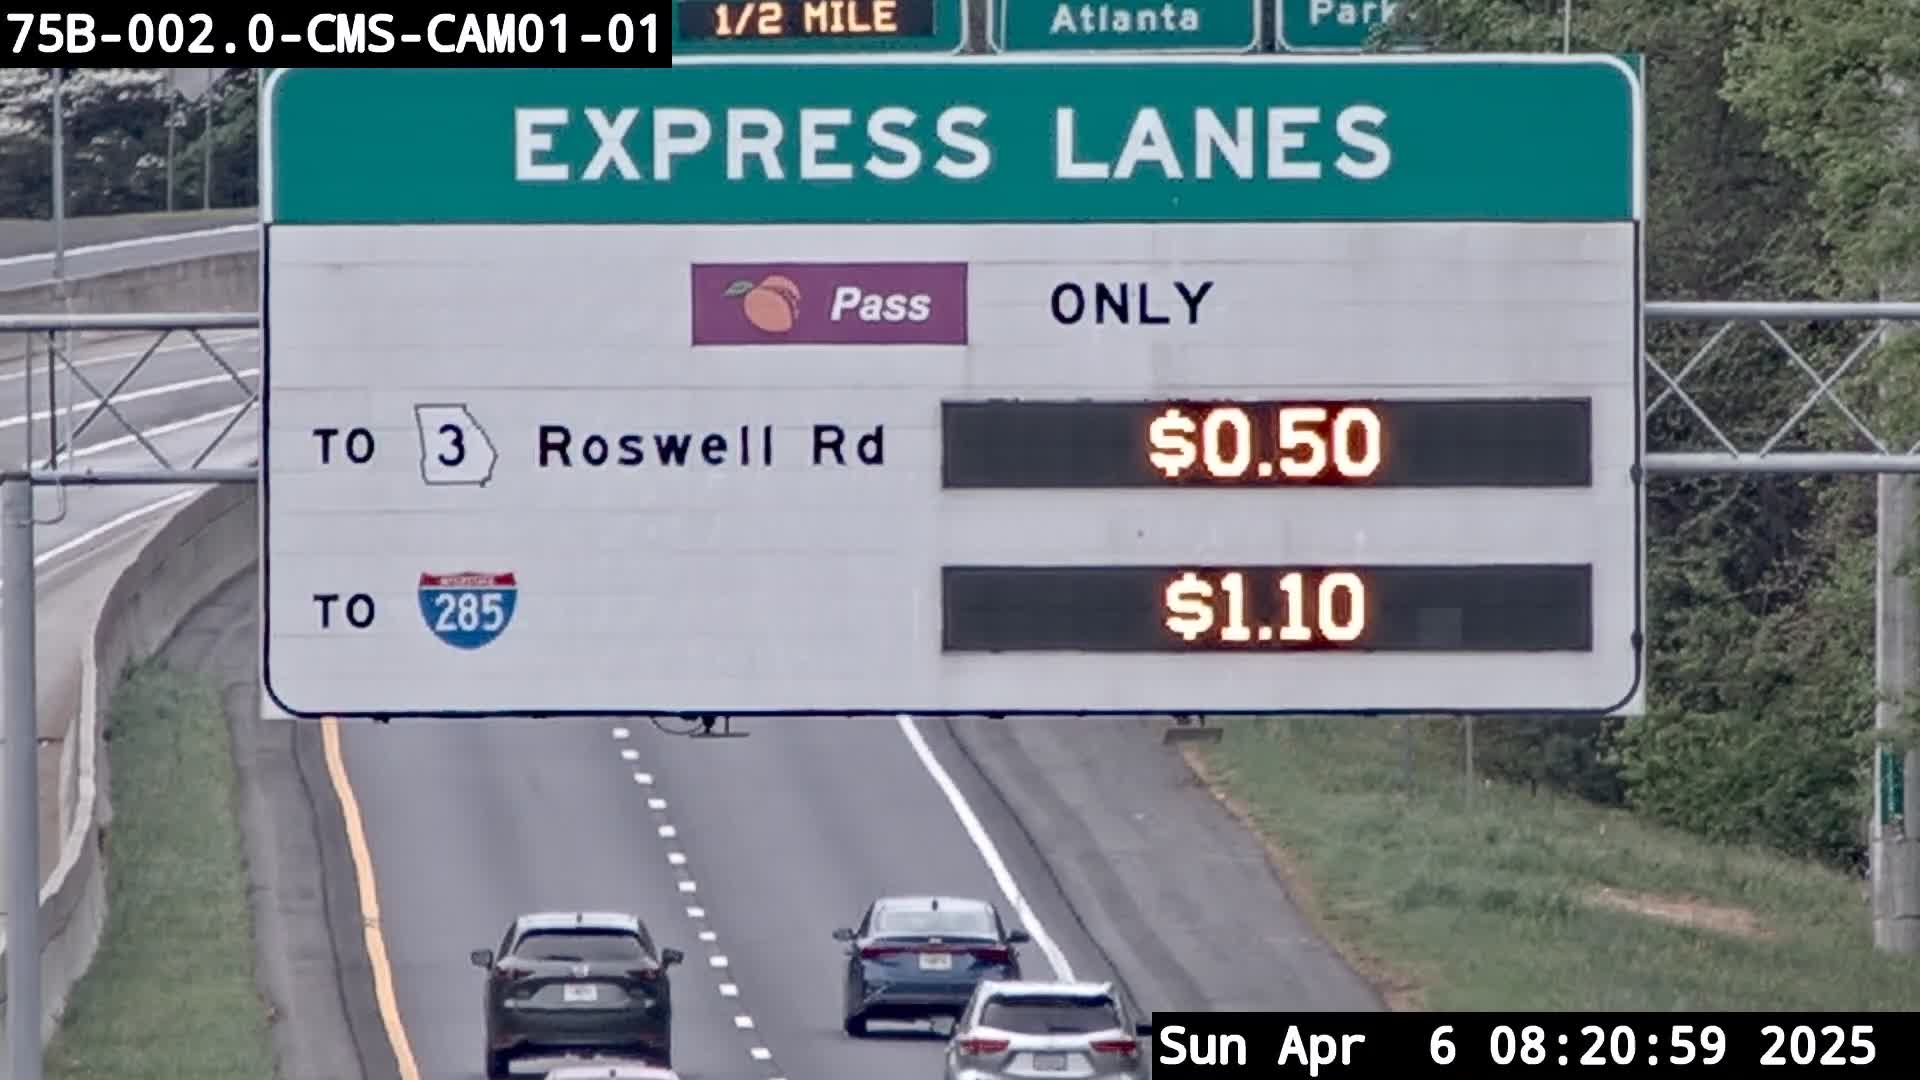 75B-002.0-CMS-CAM01-01
1/2 MILE
Atlanta
Park
EXPRESS LANES
Pass ONLY
TO 3 Roswell Rd $0.50
TO 285 $1.10
Sun Apr 6 08:20:59 2025